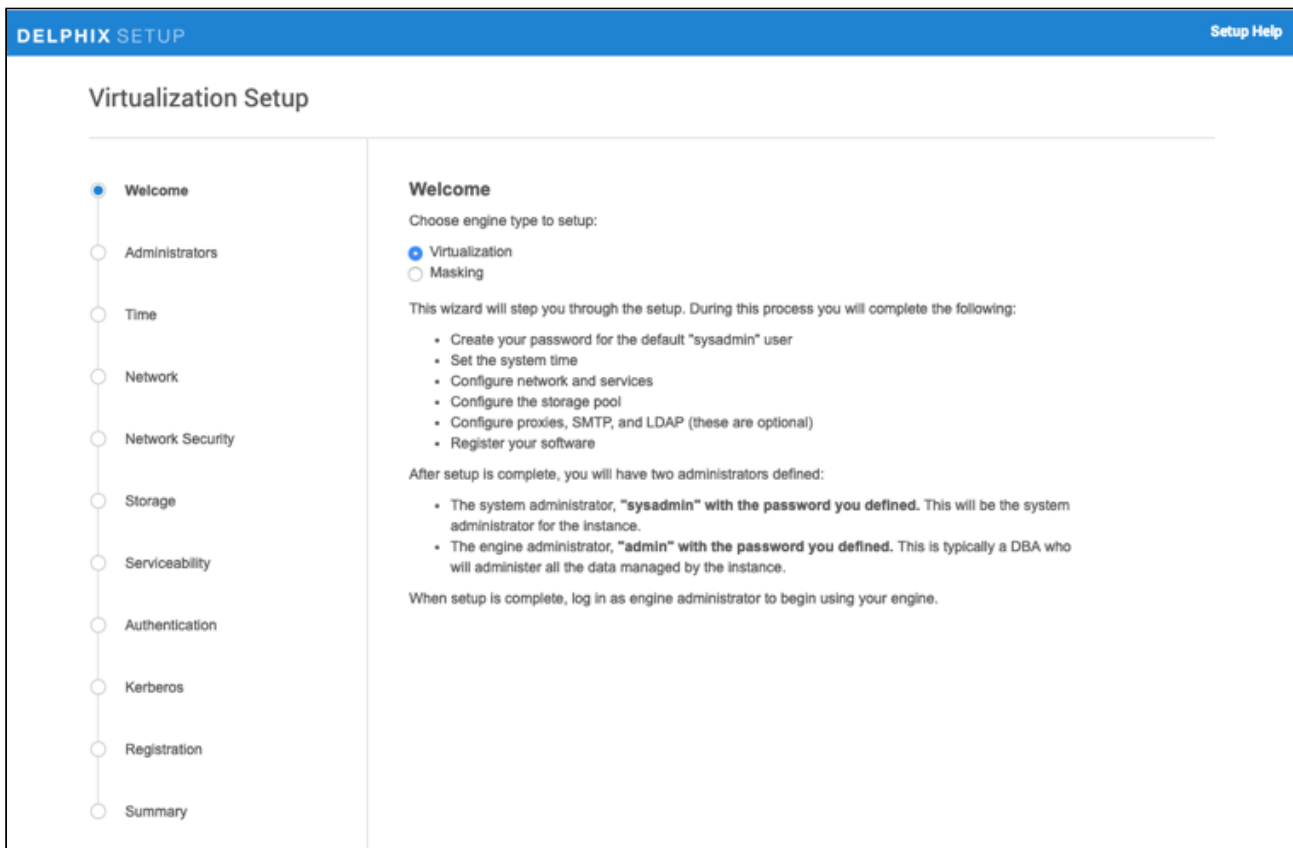 DELPHIX SETUP
Setup Help
Virtualization Setup
Welcome
Administrators
Time
Network
Network Security
Storage
Serviceability
Authentication
Kerberos
Registration
Summary
Welcome
Choose engine type to setup:
Virtualization
Masking
This wizard will step you through the setup. During this process you will complete the following:
• Create your password for the default "sysadmin" user
• Set the system time
• Configure network and services
• Configure the storage pool
• Configure proxies, SMTP, and LDAP (these are optional)
• Register your software
After setup is complete, you will have two administrators defined:
• The system administrator, "sysadmin" with the password you defined. This will be the system
administrator for the instance.
• The engine administrator, "admin" with the password you defined. This is typically a DBA who
will administer all the data managed by the instance.
When setup is complete, log in as engine administrator to begin using your engine.